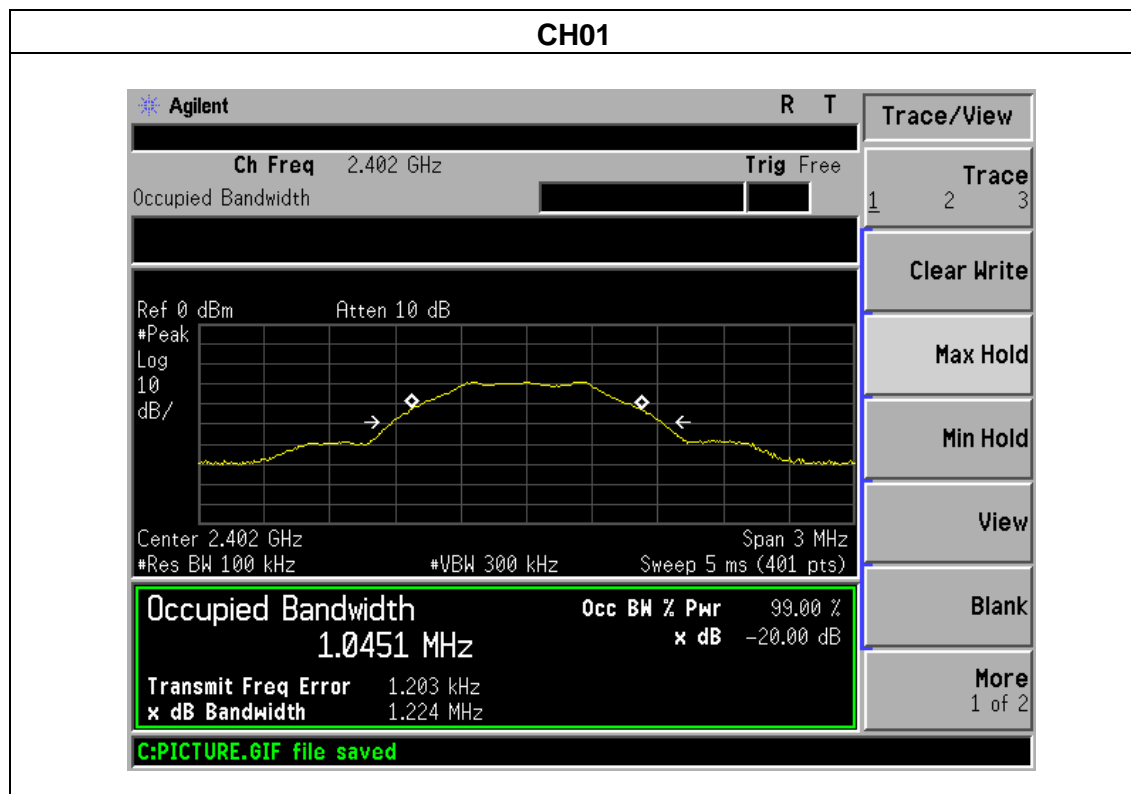 CH01
Agilent R T
Ch Freq 2.402 GHz Trig Free
Occupied Bandwidth
Ref 0 dBm Atten 10 dB
#Peak
Log
10
dB/
Center 2.402 GHz Span 3 MHz
#Res BW 100 kHz #VBW 300 kHz Sweep 5 ms (401 pts)
Occupied Bandwidth Occ BW % Pwr 99.00 %
1.0451 MHz x dB -20.00 dB
Transmit Freq Error 1.203 kHz
x dB Bandwidth 1.224 MHz
C:PICTURE.GIF file saved
Trace/View
Trace
1 2 3
Clear Write
Max Hold
Min Hold
View
Blank
More
1 of 2